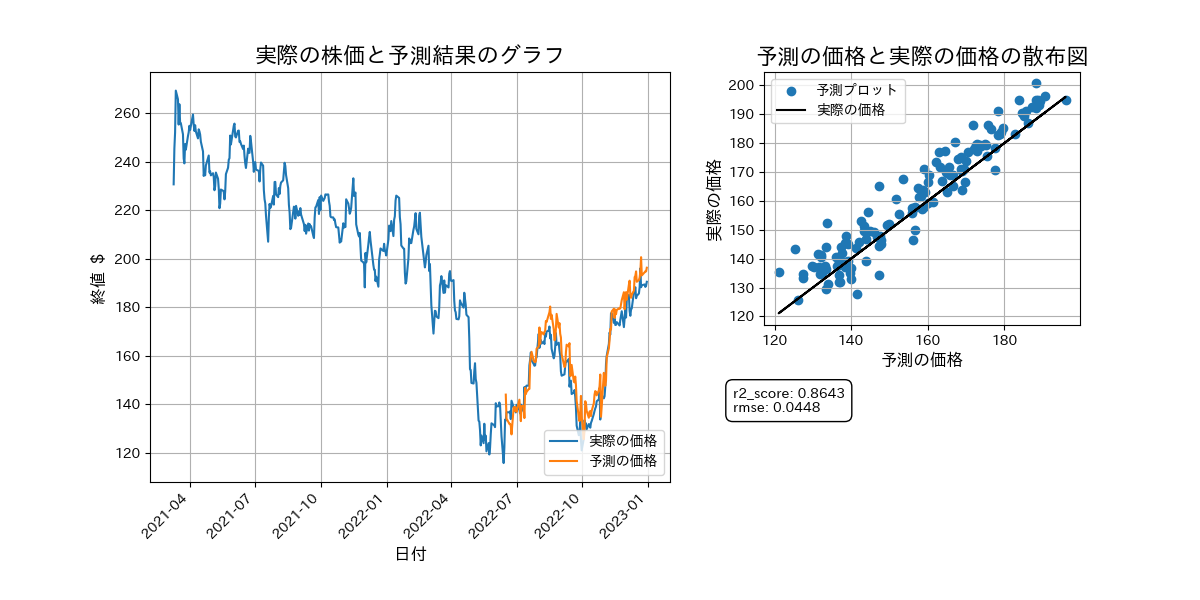 実際の株価と予測結果のグラフ
260
240
220
200
180
160
140
120
終値 $
2021-04
2021-07
2021-10
2022-01
2022-04
2022-07
2022-10
2023-01
日付
実際の価格
予測の価格
予測の価格と実際の価格の散布図
200
190
180
170
160
150
140
130
120
実際の価格
予測プロット
実際の価格
120
140
160
180
予測の価格
r2_score: 0.8643
rmse: 0.0448